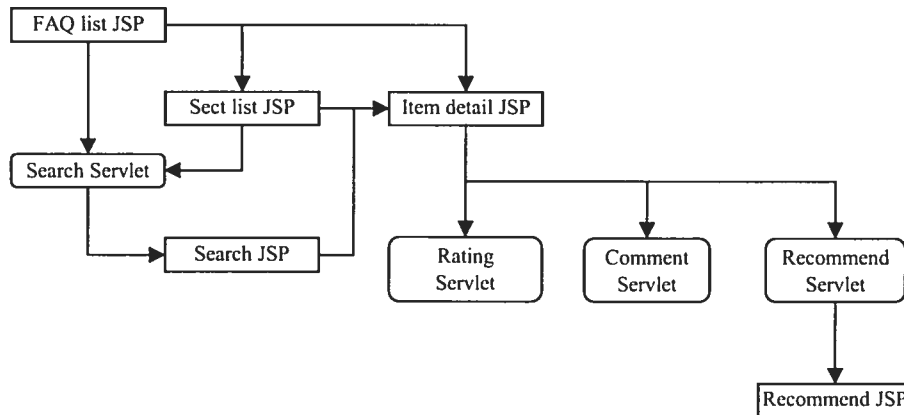 FAQ list JSP
Sect list JSP
Item detail JSP
Search Servlet
Search JSP
Rating
Servlet
Comment
Servlet
Recommend
Servlet
Recommend JSP